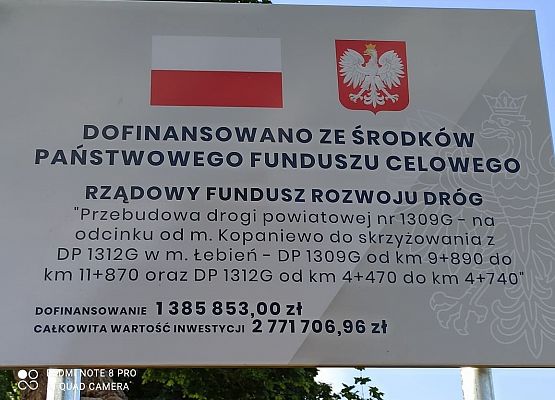 DOFINANSOWANO ZE ŚRODKÓW
PAŃSTWOWEGO FUNDUSZU CELOWEGO
RZĄDOWY FUNDUSZ ROZWOJU DRÓG
"Przebudowa drogi powiatowej nr 1309G - na
odcinku od m. Kopaniewo do skrzyżowania z
DP 1312G w m. Łebień - DP 1309G od km 9+890 do
km 11+870 oraz DP 1312G od km 4+470 do km 4+740"
DOFINANSOWANIE 1 385 853,00 zł
CAŁKOWITA WARTOŚĆ INWESTYCJI 2 771 706,96 zł
REDMI NOTE 8 PRO
AI QUAD CAMERA